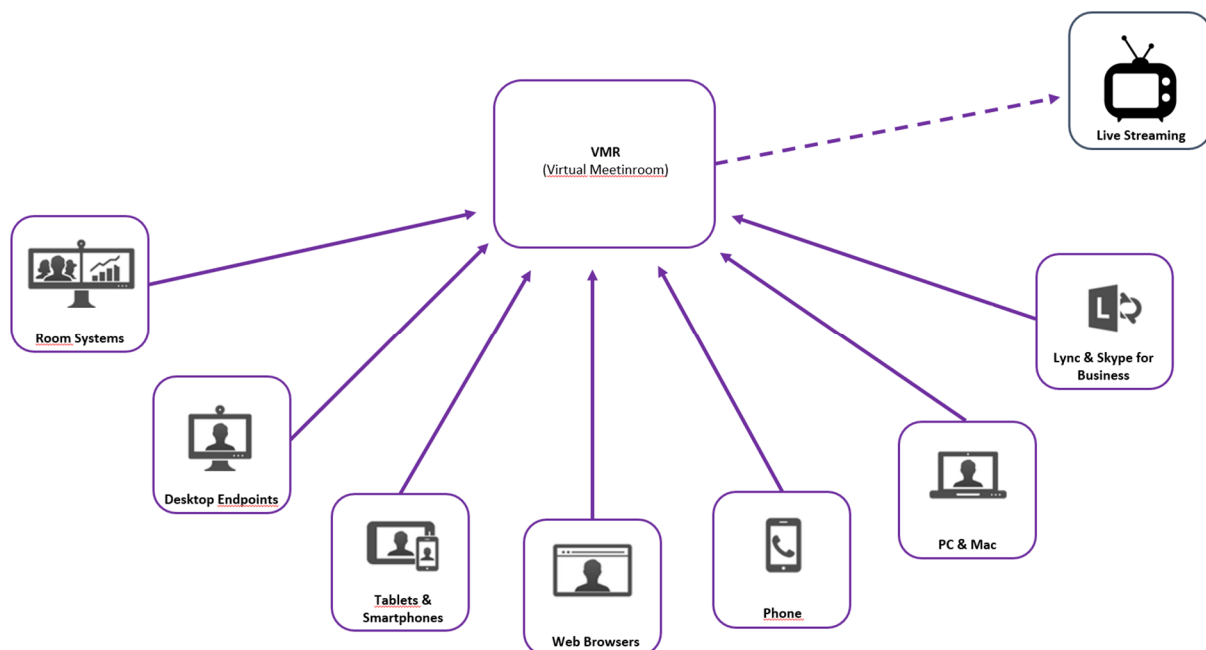 Live Streaming
VMR
(Virtual Meetinroom)
Room Systems
Lync & Skype for
Business
Desktop Endpoints
PC & Mac
Tablets &
Smartphones
Phone
Web Browsers
L